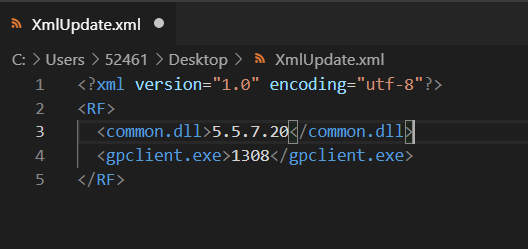 XmlUpdate.xml
C: > Users > 52461 > Desktop > XmlUpdate.xml
1 <?xml version="1.0" encoding="utf-8"?>
2 <RF>
3 <common.dll>5.5.7.20</common.dll>
4 <gpclient.exe>1308</gpclient.exe>
5 </RF>